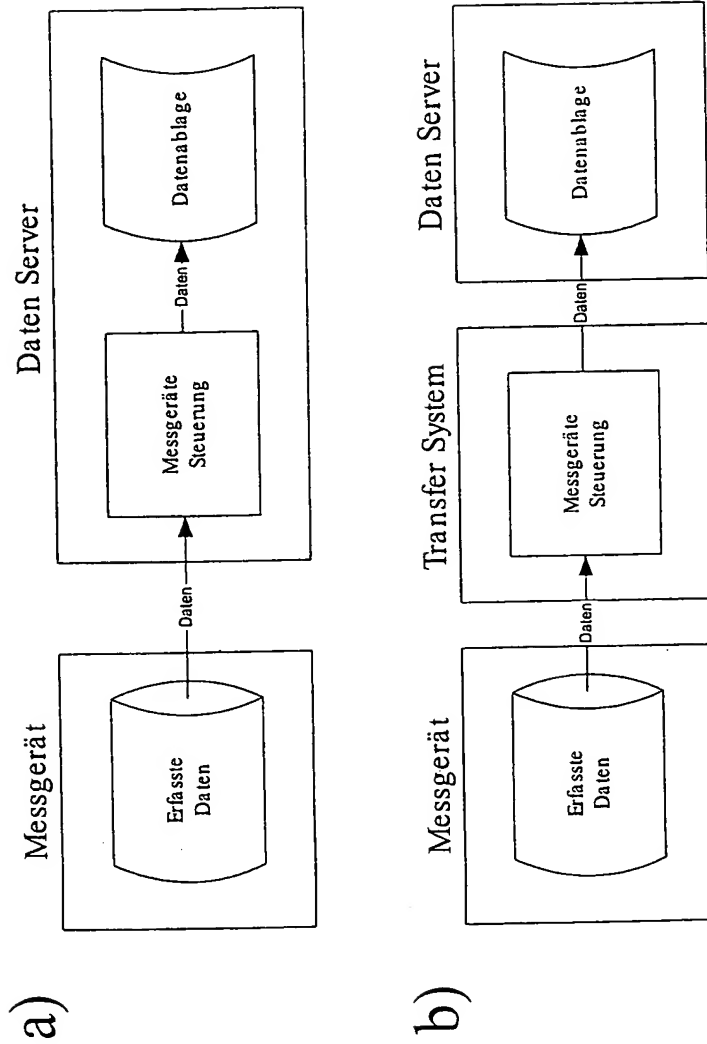 a)
Messgerät
Erfasste
Daten
Daten
Daten Server
Messgeräte
Steuerung
Daten
Datenablage
b)
Messgerät
Erfasste
Daten
Daten
Transfer System
Messgeräte
Steuerung
Daten
Daten Server
Datenablage